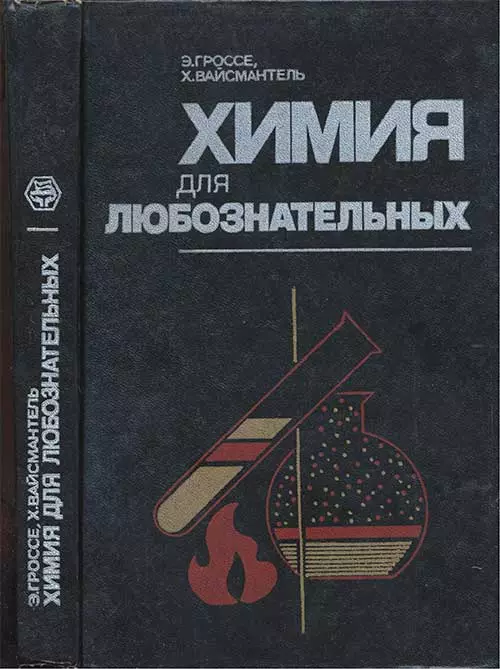 Э.ГРОССЕ,
Х.ВАЙСМАНТЕЛЬ
ХИМИЯ
ДЛЯ
ЛЮБОЗНАТЕЛЬНЫХ
Э.ГРОССЕ, Х.ВАЙСМАНТЕЛЬ
ХИМИЯ ДЛЯ ЛЮБОЗНАТЕЛЬНЫХ